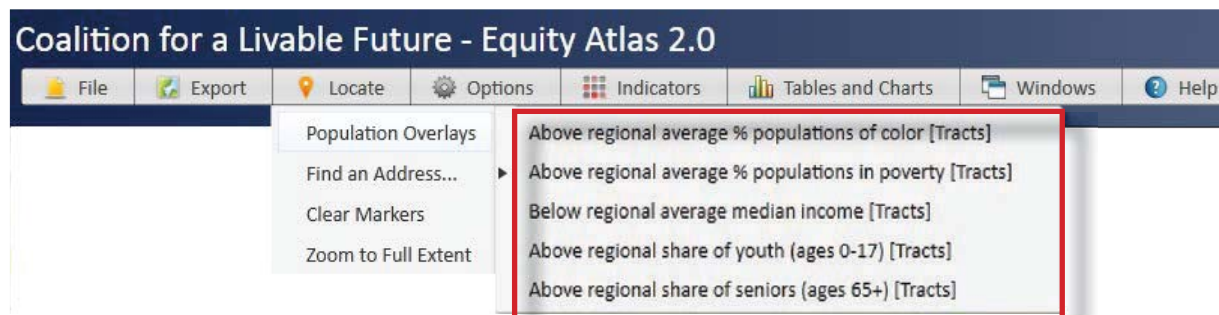 Coalition for a Livable Future - Equity Atlas 2.0
File Export Locate Options Indicators Tables and Charts Windows Help
Population Overlays
Find an Address...
Clear Markers
Zoom to Full Extent
Above regional average % populations of color [Tracts]
Above regional average % populations in poverty [Tracts]
Below regional average median income [Tracts]
Above regional share of youth (ages 0-17) [Tracts]
Above regional share of seniors (ages 65+) [Tracts]